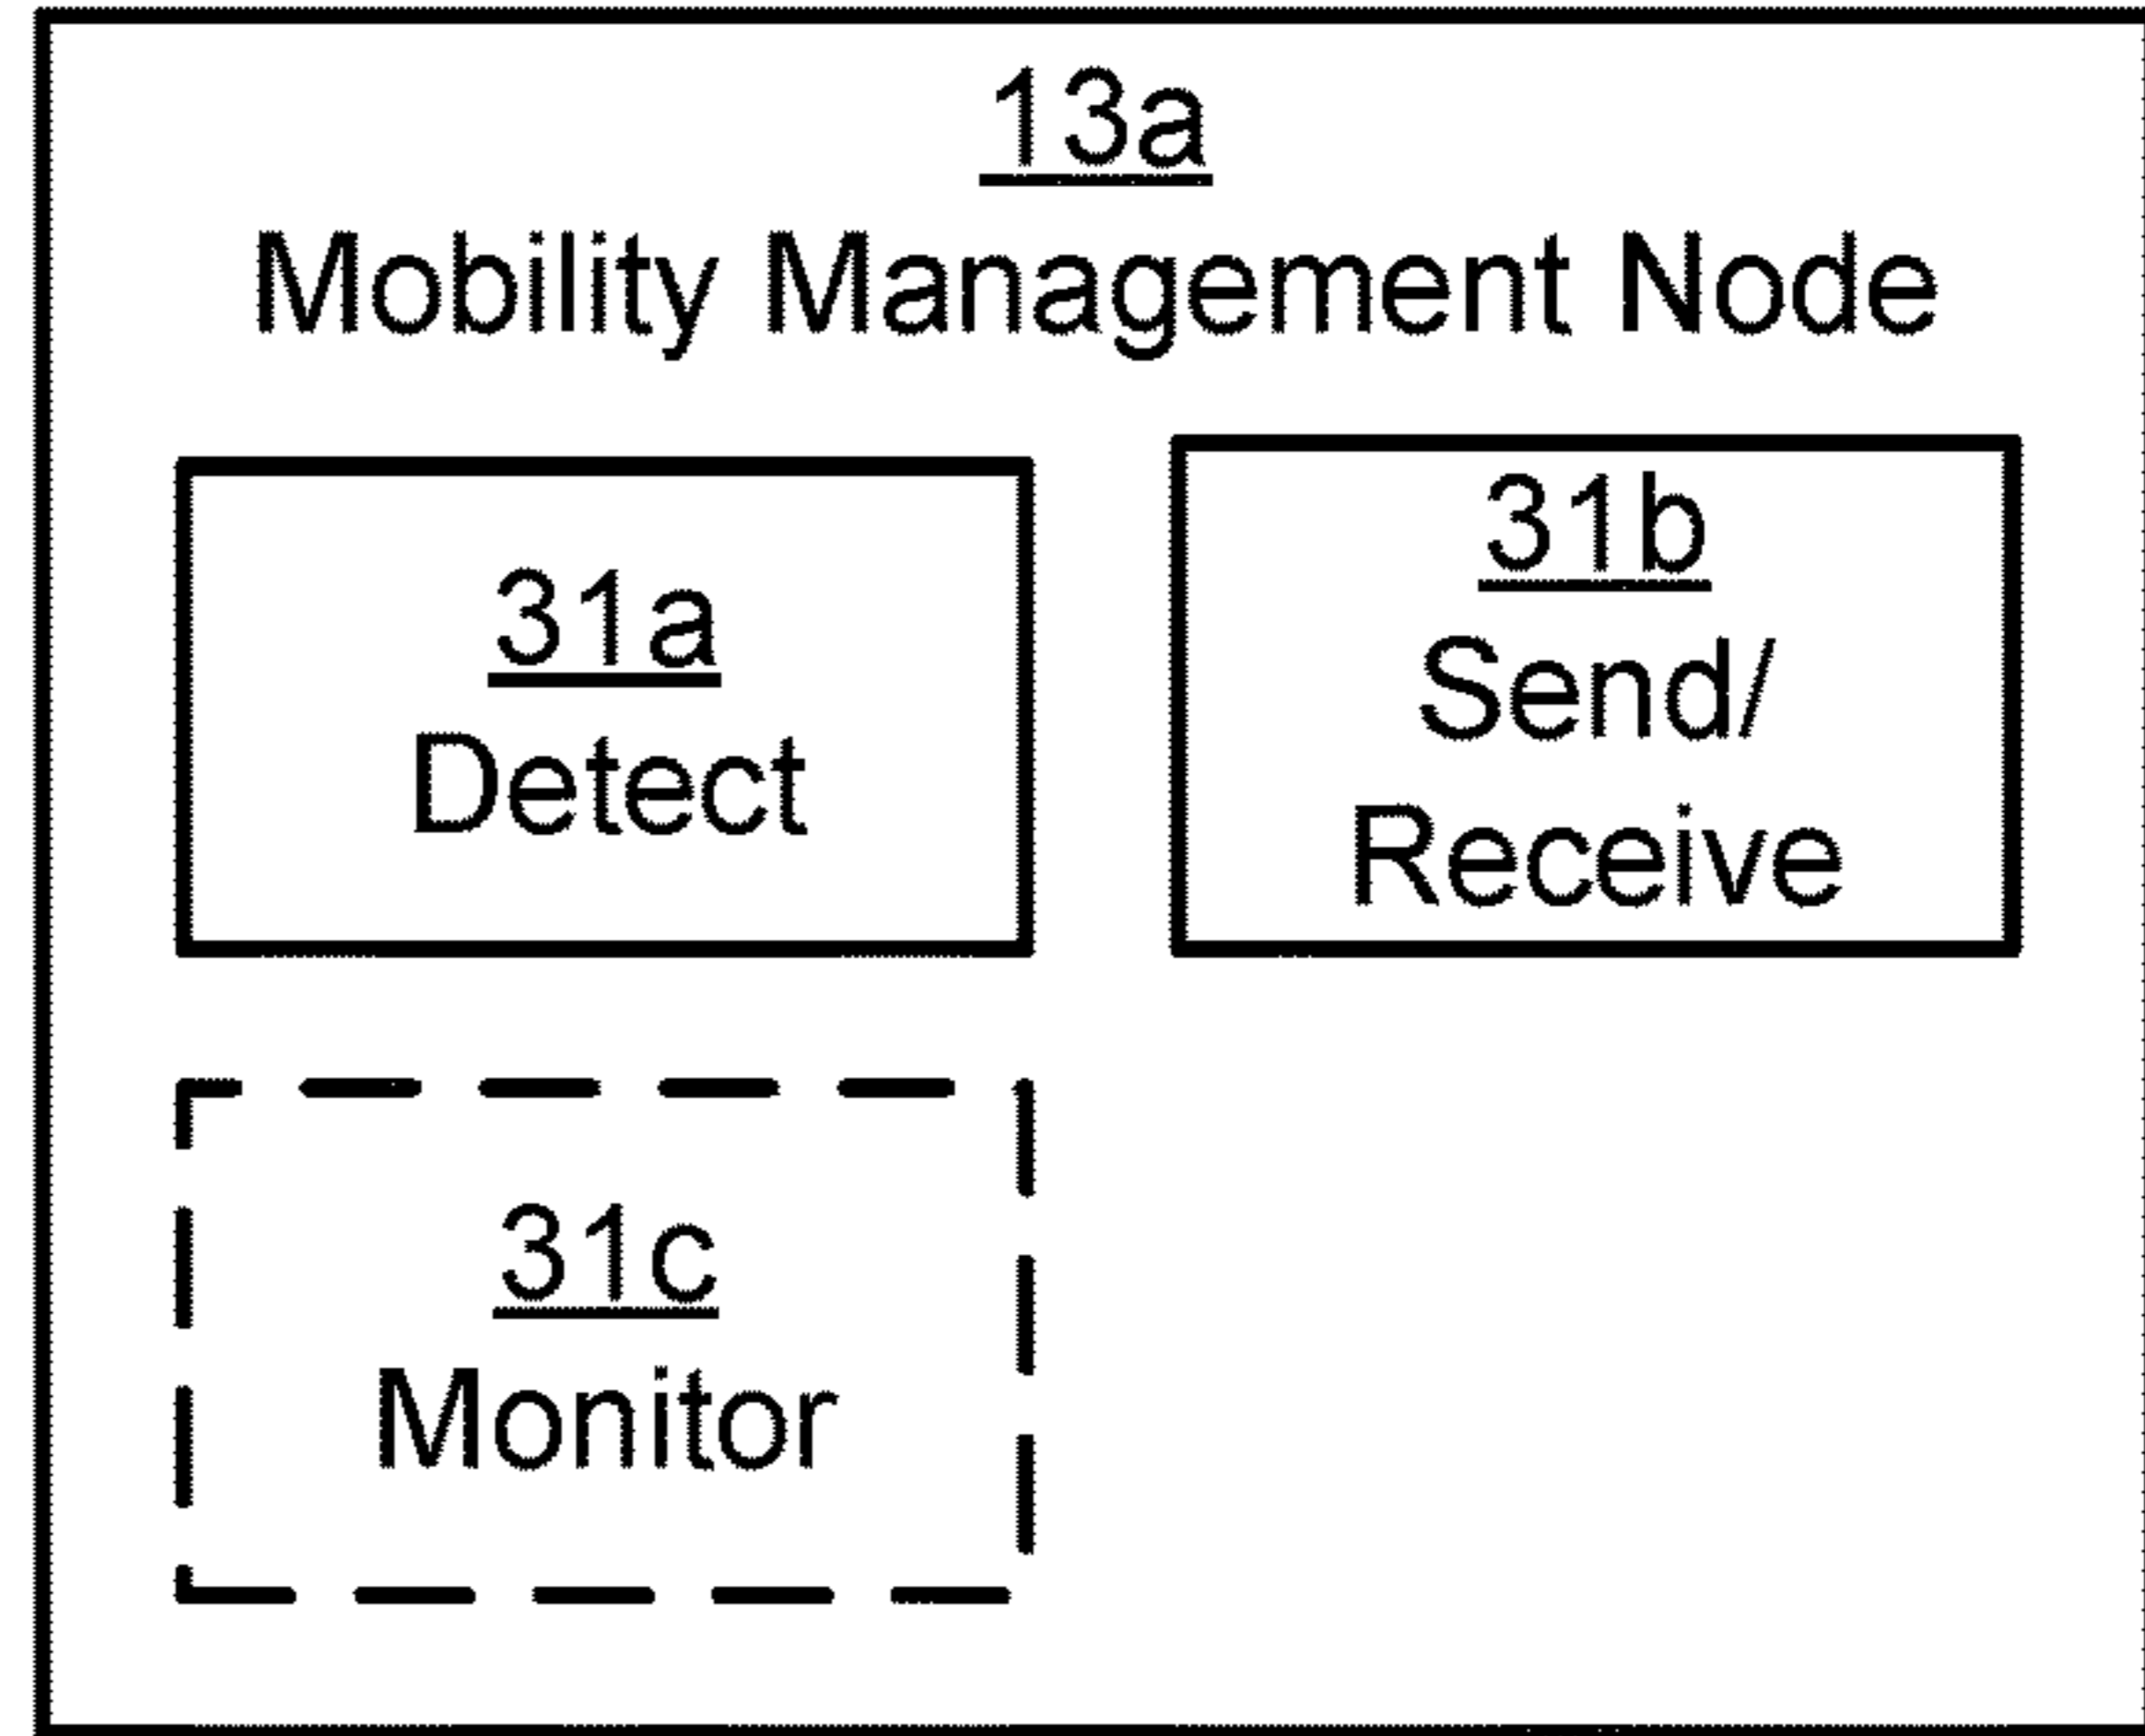 13a
Mobility Management Node
31a
Detect
31b
Send/
Receive
31c
Monitor